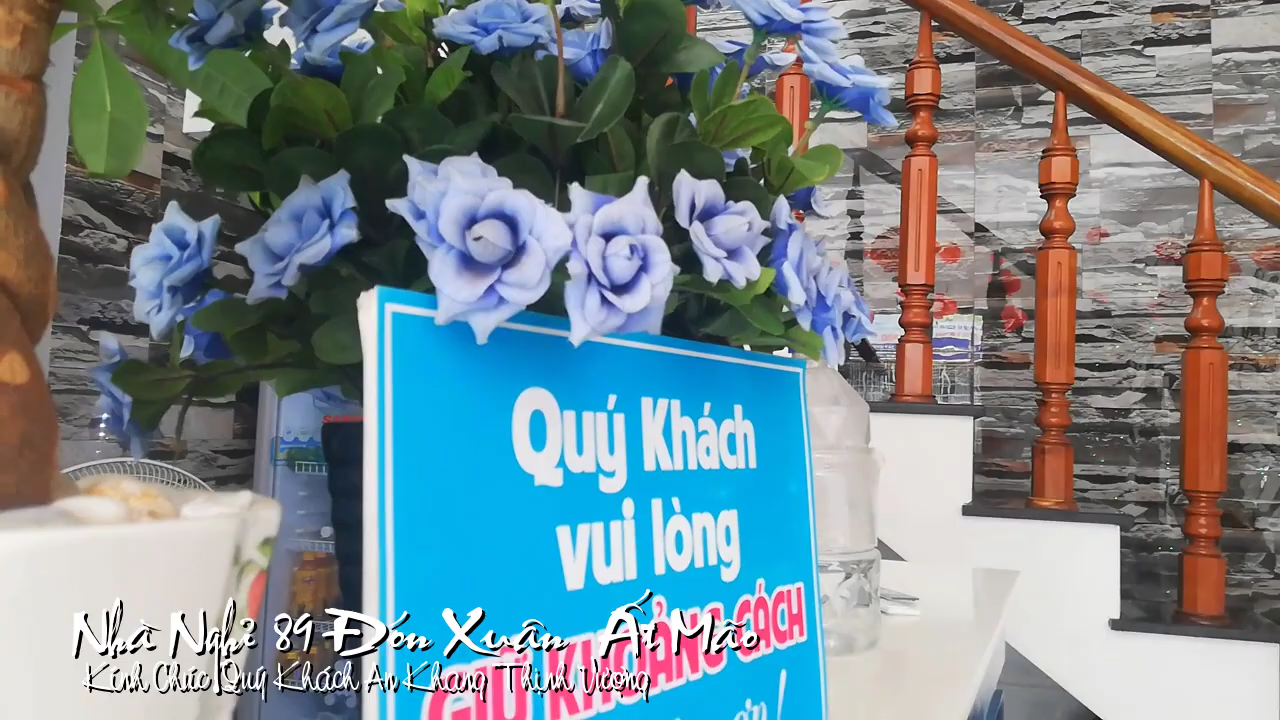 Quý Khách
vui lòng
GIỮ KHOẢNG CÁCH
Nhà Nghỉ 89 Đón Xuân Ất Mão
Kính Chúc Quý Khách An Khang Thịnh Vượng